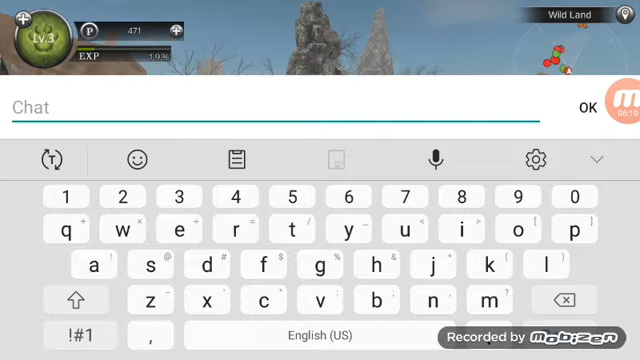 Lv.3
P 471
EXP 1.9%
Wild Land
Chat
OK
06:10
T
1 2 3 4 5 6 7 8 9 0
q w e r t y u i o p
a s d f g h j k l
z x c v b n m
!#1 , English (US)
Recorded by MOBIZEN